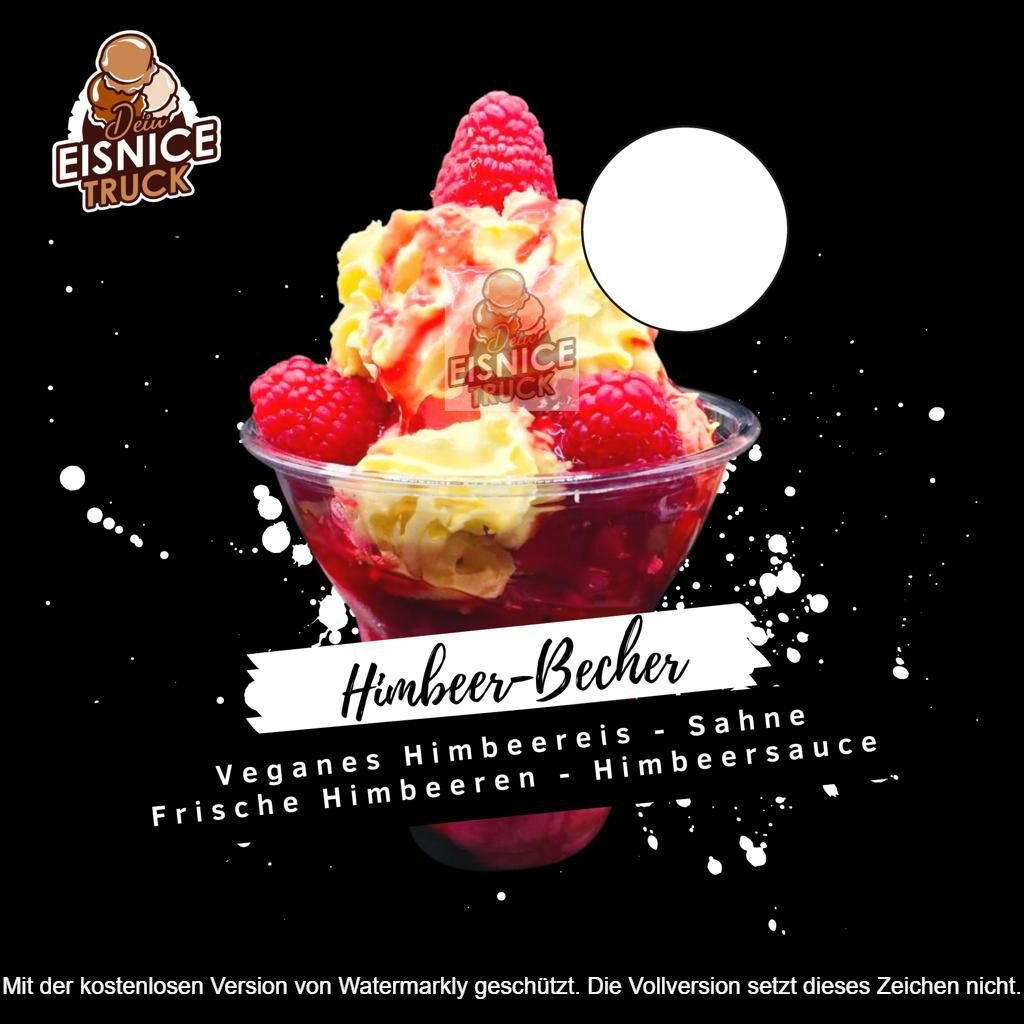 Dein
EISNICE
TRUCK
Dein
EISNICE
TRUCK
Himbeer-Becher
Veganes Himbeereis - Sahne
Frische Himbeeren - Himbeersauce
Mit der kostenlosen Version von Watermarkly geschützt. Die Vollversion setzt dieses Zeichen nicht.